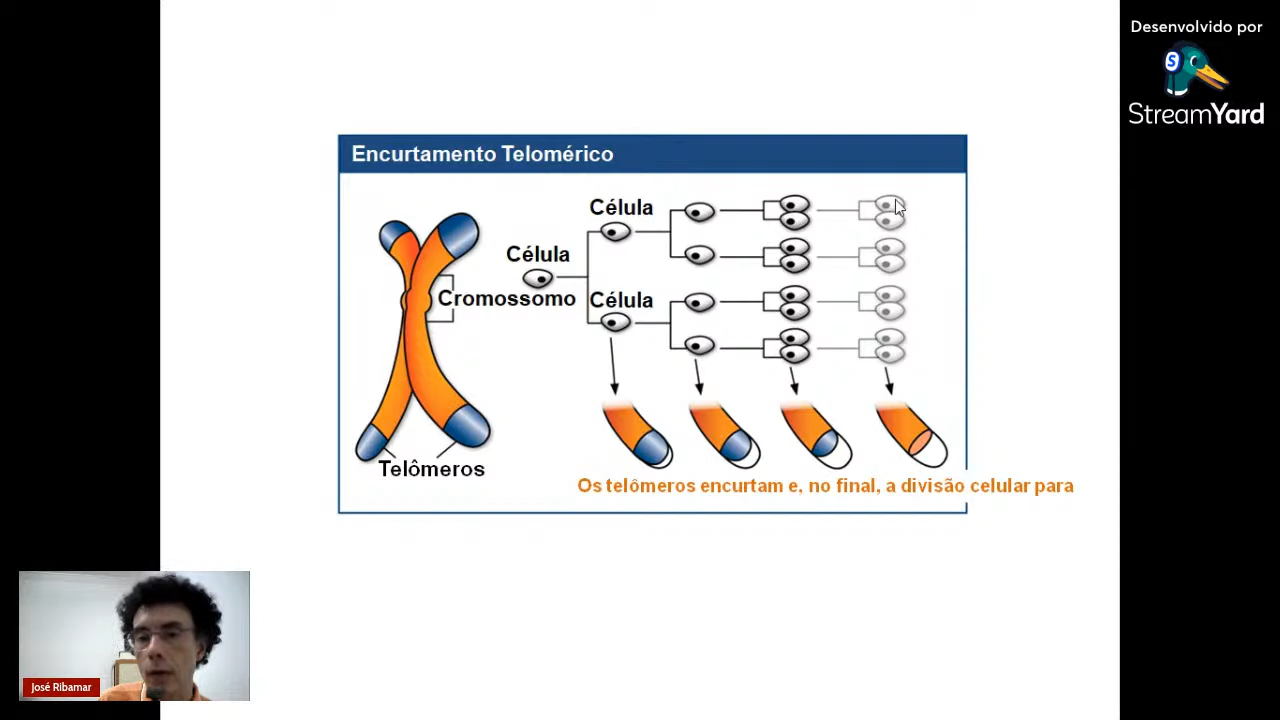 Desenvolvido por
S
StreamYard
Encurtamento Telomérico
Célula
Célula
Cromossomo
Célula
Telômeros
Os telômeros encurtam e, no final, a divisão celular para
José Ribamar